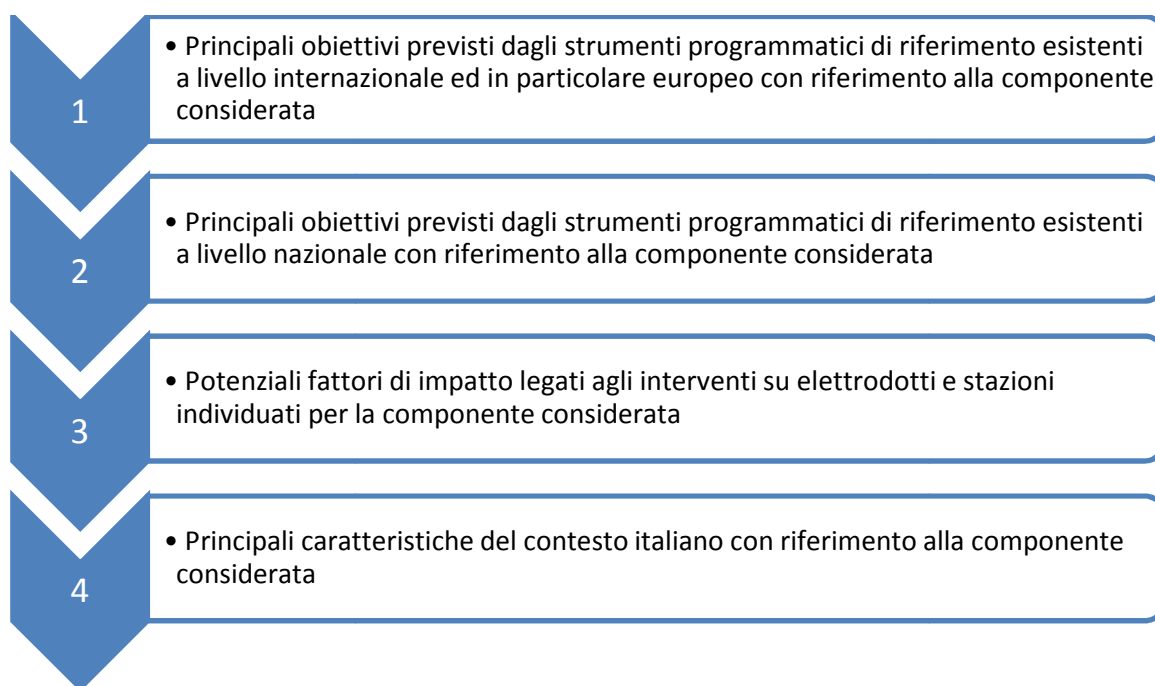 1
• Principali obiettivi previsti dagli strumenti programmatici di riferimento esistenti
a livello internazionale ed in particolare europeo con riferimento alla componente
considerata
2
• Principali obiettivi previsti dagli strumenti programmatici di riferimento esistenti
a livello nazionale con riferimento alla componente considerata
3
• Potenziali fattori di impatto legati agli interventi su elettrodotti e stazioni
individuati per la componente considerata
4
• Principali caratteristiche del contesto italiano con riferimento alla componente
considerata